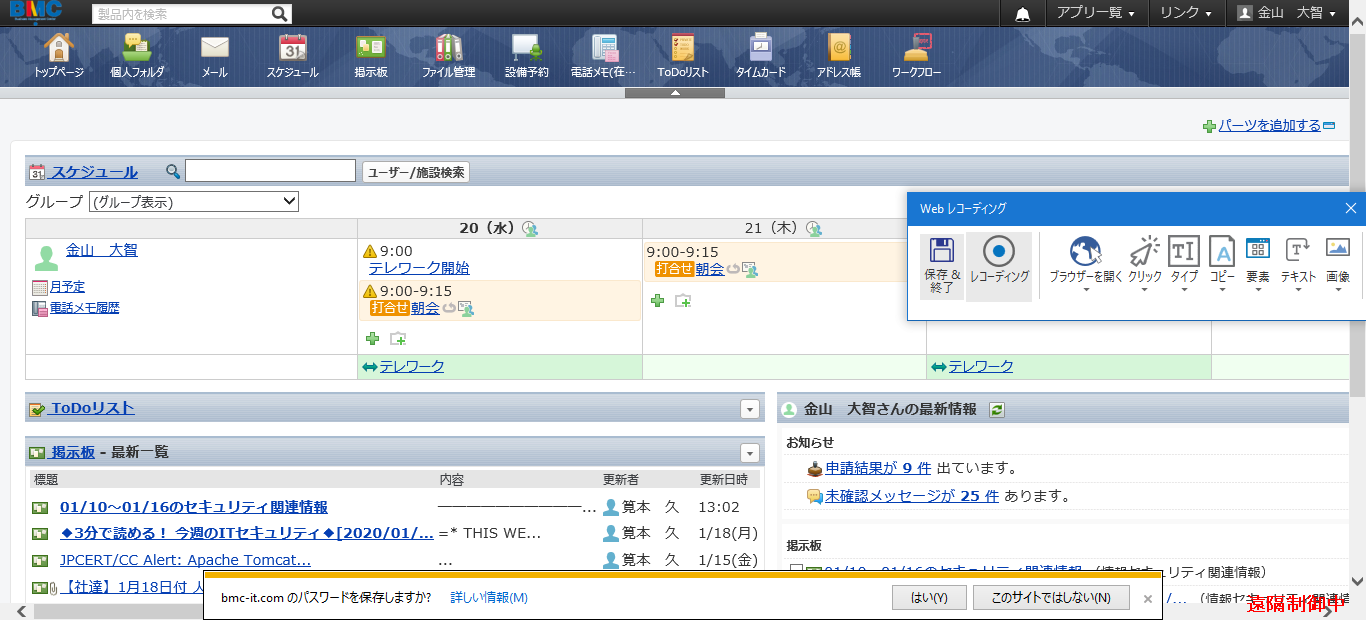 BMC
製品内を検索
アプリ一覧 リンク 金山　大智
トップページ 個人フォルダ メール スケジュール 掲示板 ファイル管理 設備予約 電話メモ(在… ToDoリスト タイムカード アドレス帳 ワークフロー
パーツを追加する
スケジュール
ユーザー/施設検索
グループ (グループ表示)
20（水） 21（木）
金山　大智
月予定
電話メモ履歴
9:00
テレワーク開始
9:00-9:15
打合せ 朝会
9:00-9:15
打合せ 朝会
テレワーク テレワーク
Web レコーディング
保存 & 終了 レコーディング ブラウザーを開く クリック タイプ コピー 要素 テキスト 画像
ToDoリスト
掲示板 - 最新一覧
標題 内容 更新者 更新日時
01/10～01/16のセキュリティ関連情報 ――――――――――… 筧本　久 13:02
◆3分で読める！ 今週のITセキュリティ◆[2020/01/... =* THIS WE... 筧本　久 1/18(月)
JPCERT/CC Alert: Apache Tomcat... ... 筧本　久 1/15(金)
【社達】1月18日付
金山　大智さんの最新情報
お知らせ
申請結果が 9 件 出ています。
未確認メッセージが 25 件 あります。
掲示板
01/10～01/16のセキュリティ関連情報 （情報セキュリティ関連情報）
bmc-it.com のパスワードを保存しますか? 詳しい情報(M) はい(Y) このサイトではしない(N)
遠隔制御中